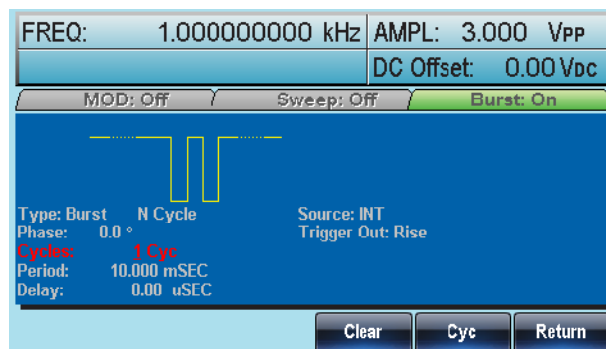 FREQ: 1.000000000 kHz AMPL: 3.000 VPP
DC Offset: 0.00 VDC
MOD: Off Sweep: Off Burst: On
Type: Burst N Cycle Source: INT
Phase: 0.0 ° Trigger Out: Rise
Cycles: 1 Cyc
Period: 10.000 mSEC
Delay: 0.00 uSEC
Clear Cyc Return